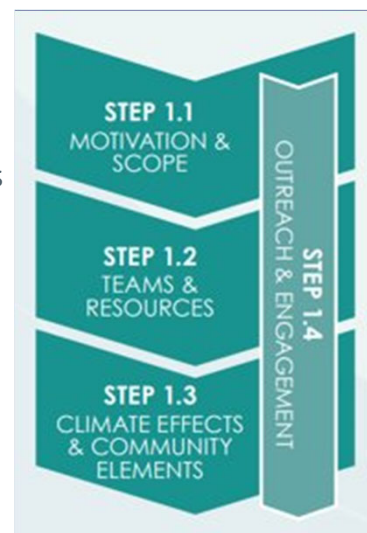 STEP 1.1
MOTIVATION &
SCOPE
STEP 1.2
TEAMS &
RESOURCES
STEP 1.3
CLIMATE EFFECTS
& COMMUNITY
ELEMENTS
STEP 1.4
OUTREACH & ENGAGEMENT